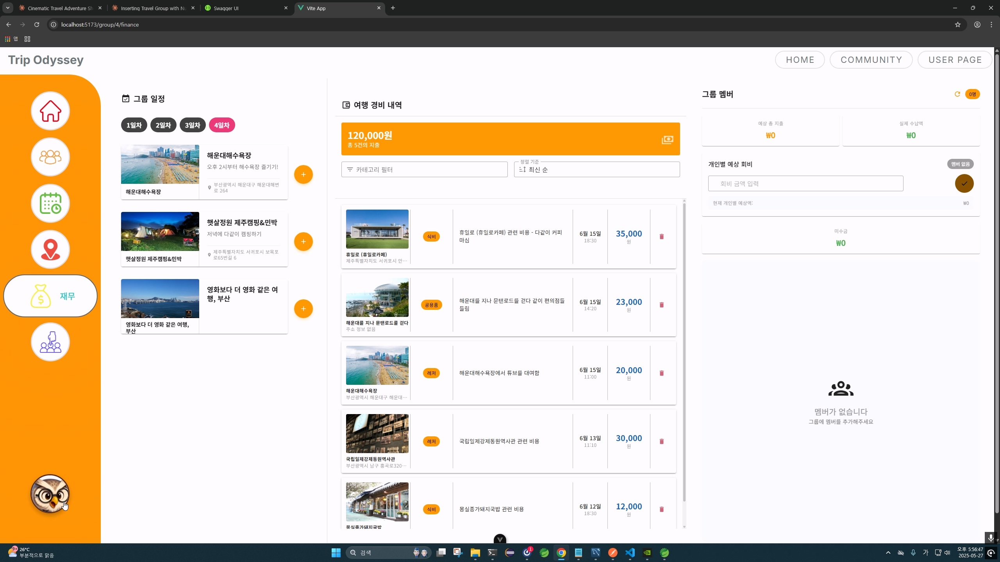 Cinematic Travel Adventure Sh
Inserting Travel Group with Nu
Swagger UI
Vite App
localhost:5173/group/4/finance
앱
Trip Odyssey
HOME
COMMUNITY
USER PAGE
재무
그룹 일정
1일차
2일차
3일차
4일차
해운대해수욕장
해운대해수욕장
오후 2시부터 해수욕장 즐기기!
부산광역시 해운대구 해운대해변
로 264
햇살정원 제주캠핑&민박
햇살정원 제주캠핑&민박
저녁에 다같이 캠핑하기
제주특별자치도 서귀포시 보목포
로65번길 6
영화보다 더 영화 같은 여행,
부산
영화보다 더 영화 같은 여
행, 부산
여행 경비 내역
120,000원
총 5건의 지출
카테고리 필터
정렬 기준
최신 순
휴일로 (휴일로카페)
제주특별자치도 서귀포시 안…
식비
휴일로 (휴일로카페) 관련 비용 - 다같이 커피
마심
6월 15일
18:30
35,000
원
해운대를 지나 문탠로드를 걷다
주소 정보 없음
공용품
해운대를 지나 문탠로드를 걷다 같이 편의점들
들림
6월 15일
14:20
23,000
원
해운대해수욕장
부산광역시 해운대구 해운대…
레저
해운대해수욕장에서 튜브를 대여함
6월 15일
11:00
20,000
원
국립일제강제동원역사관
부산광역시 남구 홍곡로320…
레저
국립일제강제동원역사관 관련 비용
6월 13일
11:10
30,000
원
몽실종가돼지국밥
식비
몽실종가돼지국밥 관련 비용
6월 12일
18:30
12,000
원
그룹 멤버
0명
예상 총 지출
₩0
실제 수납액
₩0
개인별 예상 회비
멤버 없음
회비 금액 입력
현재 개인별 예상액:
₩0
미수금
₩0
멤버가 없습니다
그룹에 멤버를 추가해주세요
9+
26°C
부분적으로 맑음
검색
1
가
오후 5:56:47
2025-05-27